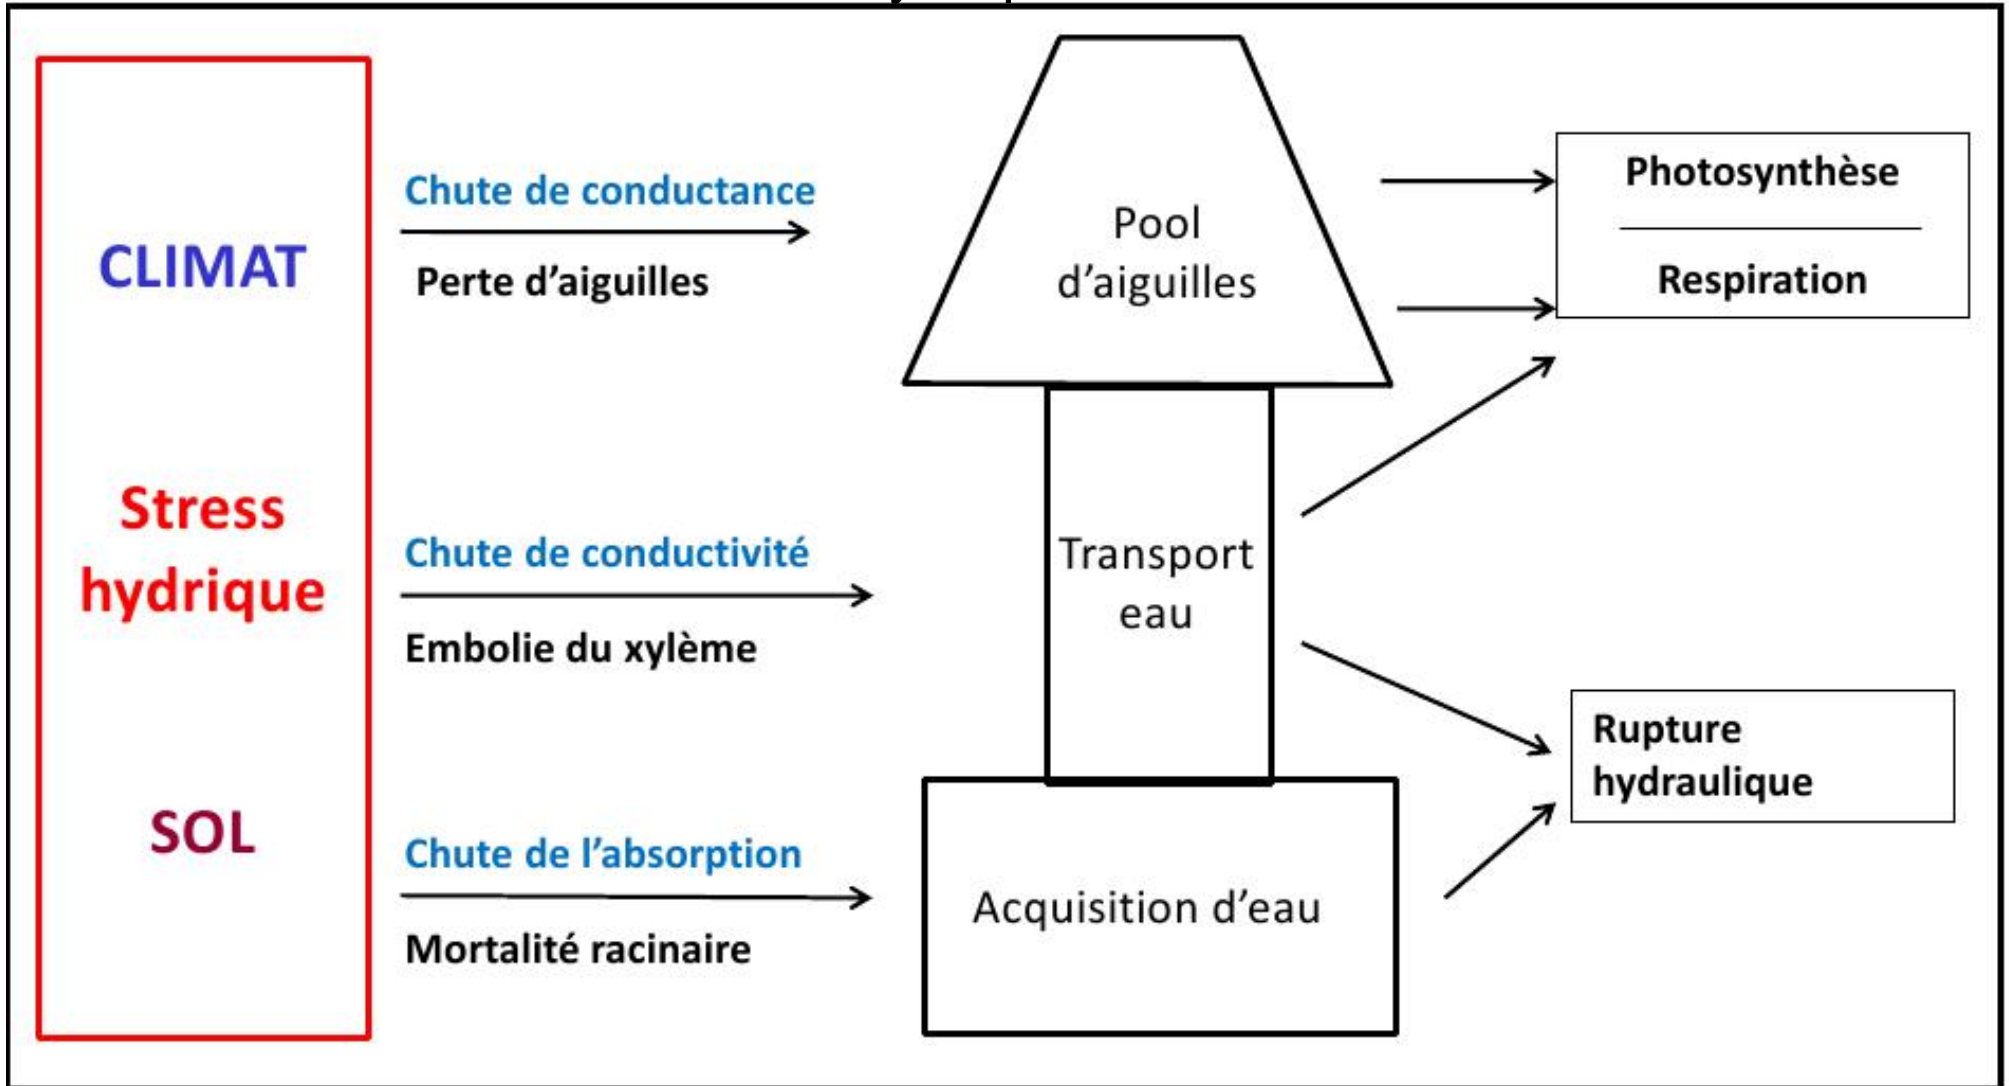 CLIMAT
Stress
hydrique
SOL
Chute de conductance
Perte d’aiguilles
Chute de conductivité
Embolie du xylème
Chute de l’absorption
Mortalité racinaire
Pool
d’aiguilles
Transport
eau
Acquisition d’eau
Photosynthèse
Respiration
Rupture
hydraulique